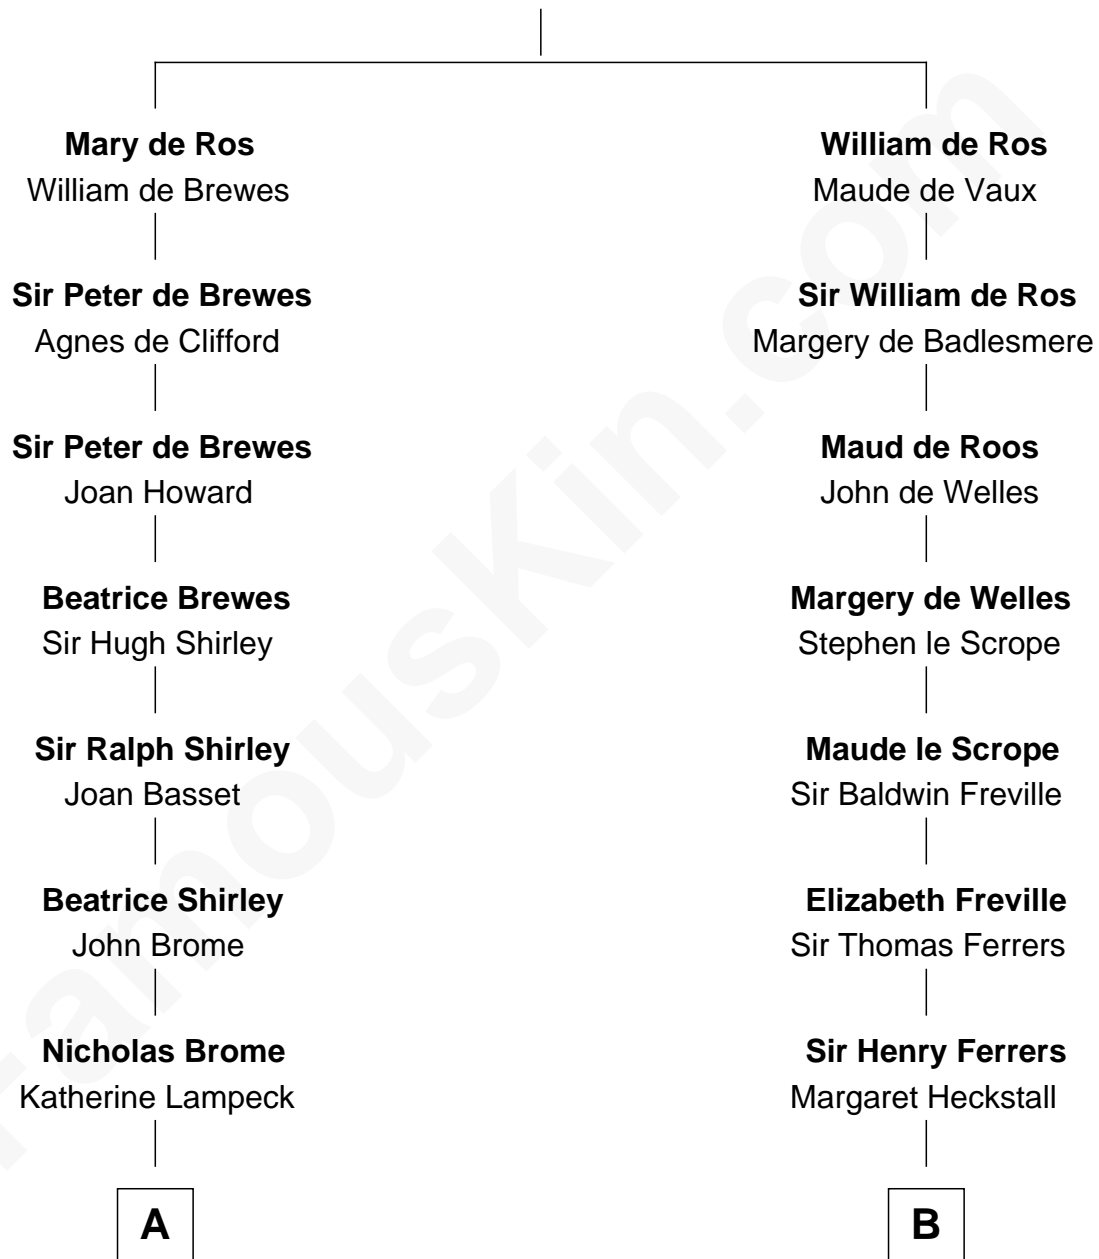 Mary de Ros
William de Brewes
William de Ros
Maude de Vaux
Sir Peter de Brewes
Agnes de Clifford
Sir William de Ros
Margery de Badlesmere
Sir Peter de Brewes
Joan Howard
Maud de Roos
John de Welles
Beatrice Brewes
Sir Hugh Shirley
Margery de Welles
Stephen le Scrope
Sir Ralph Shirley
Joan Basset
Maude le Scrope
Sir Baldwin Freville
Beatrice Shirley
John Brome
Elizabeth Freville
Sir Thomas Ferrers
Nicholas Brome
Katherine Lampeck
Sir Henry Ferrers
Margaret Heckstall
A
B
FamousKin.com